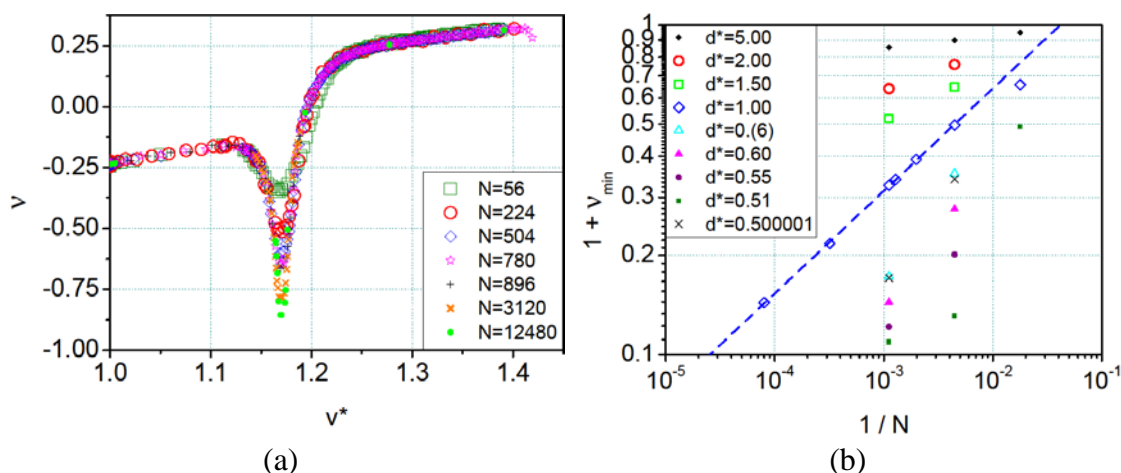 0.25
0.00
-0.25
-0.50
-0.75
-1.00
ν
1.0
1.1
1.2
1.3
1.4
v*
N=56
N=224
N=504
N=780
N=896
N=3120
N=12480
(a)
1
0.9
0.8
0.7
0.6
0.5
0.4
0.3
0.2
0.1
1 + ν min
d*=5.00
d*=2.00
d*=1.50
d*=1.00
d*=0.(6)
d*=0.60
d*=0.55
d*=0.51
d*=0.500001
10-5
10-4
10-3
10-2
10-1
1 / N
(b)